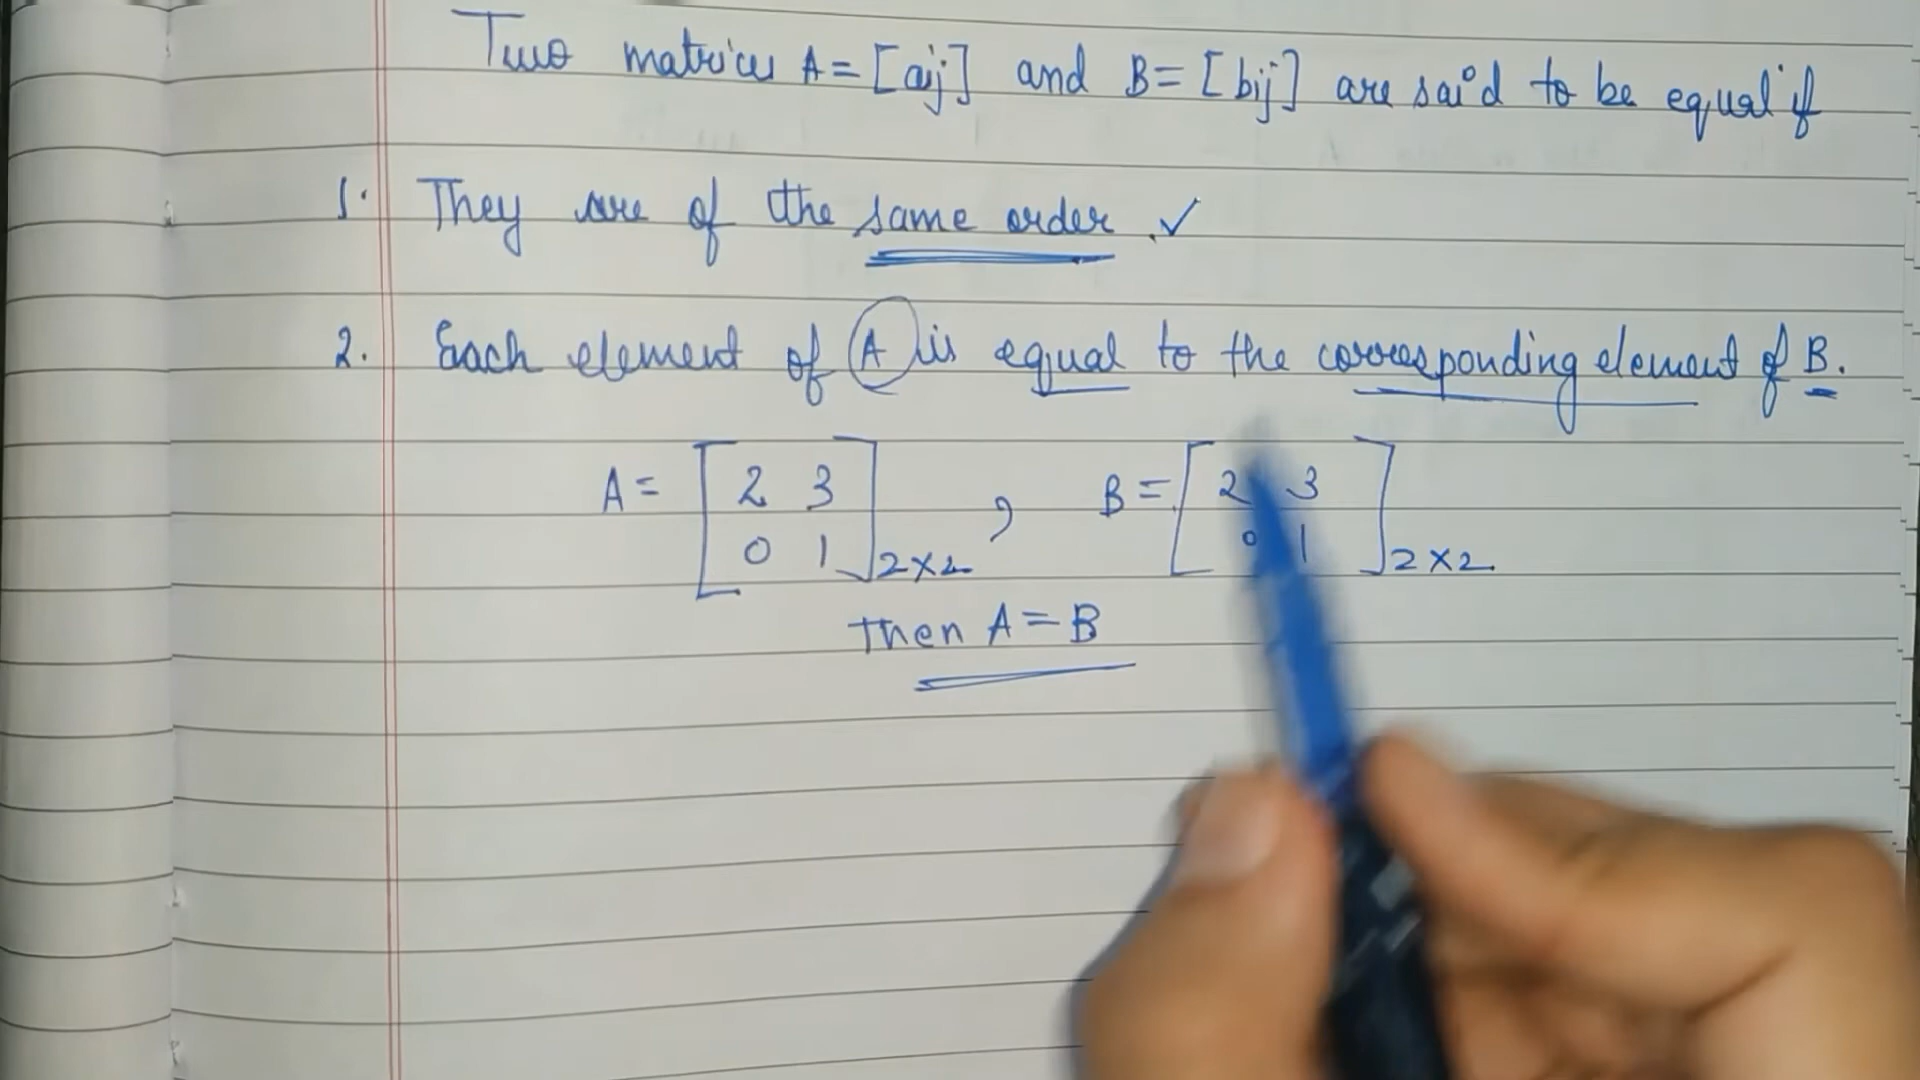 Two matrices A = [aij] and B = [bij] are said to be equal if
1. They are of the same order. ✓
2. Each element of A is equal to the corresponding element of B.
A = [ 2 3 , B = [ 2 3
0 1 ] 2×2 0 1 ] 2×2.
then A = B